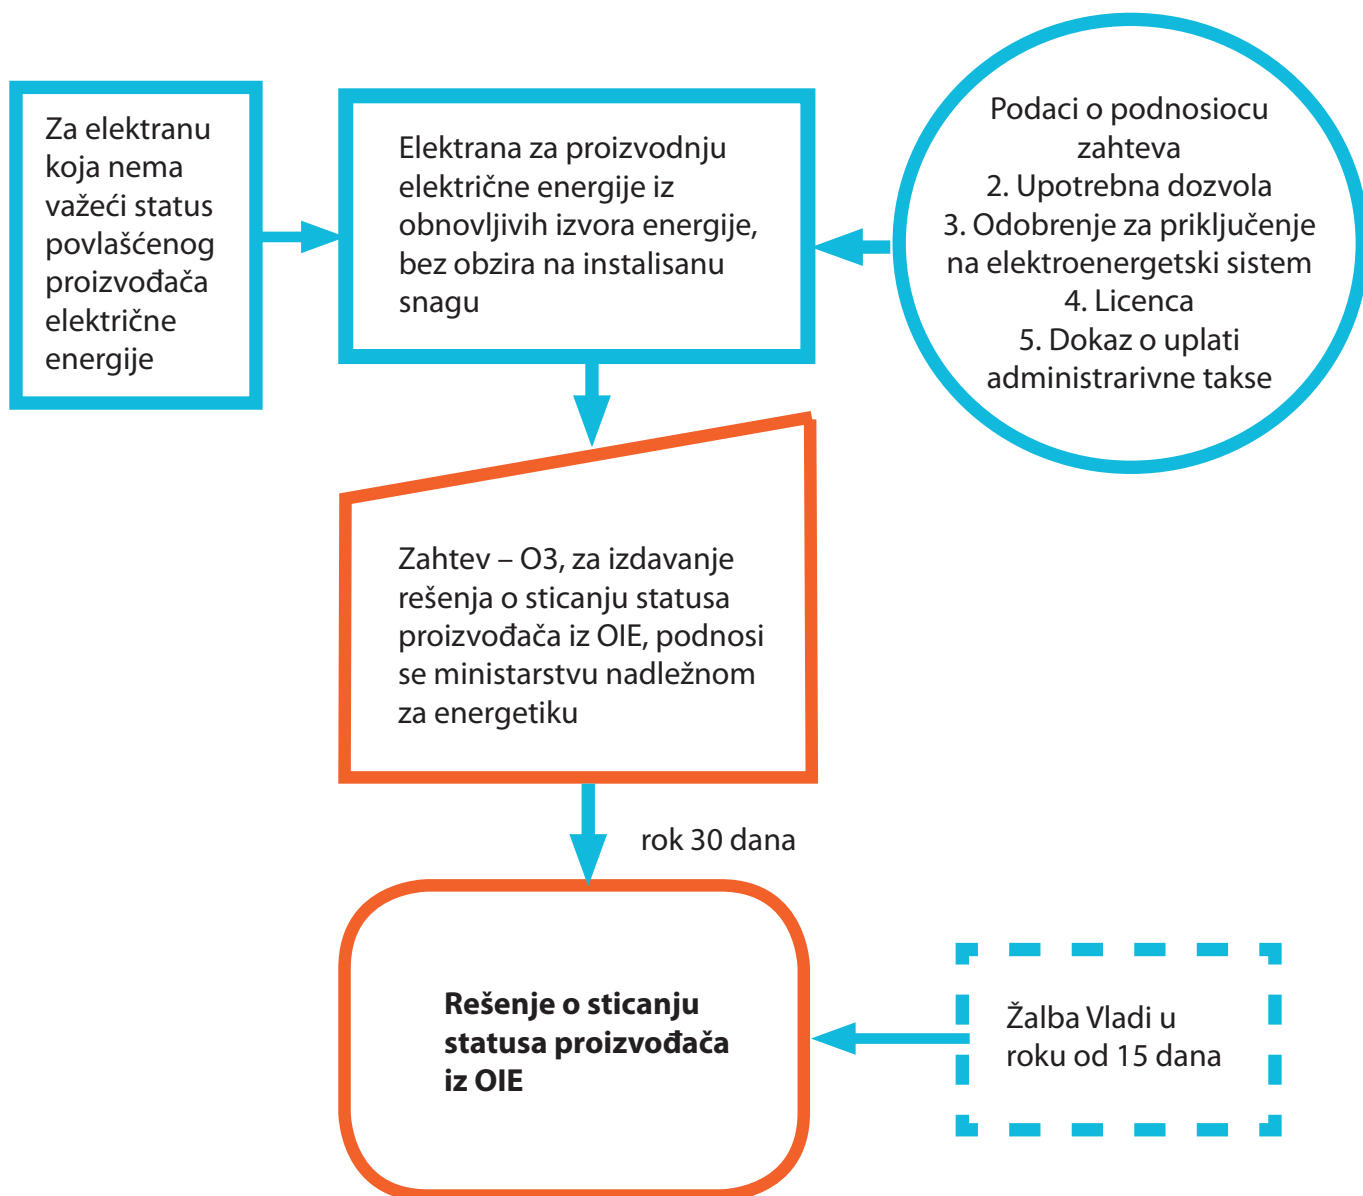 Za elektranu
koja nema
važeći status
povlašćenog
proizvođača
električne
energije
Elektrana za proizvodnju
električne energije iz
obnovljivih izvora energije,
bez obzira na instalisanu
snagu
Podaci o podnosiocu
zahteva
2. Upotrebna dozvola
3. Odobrenje za priključenje
na elektroenergetski sistem
4. Licenca
5. Dokaz o uplati
administrarivne takse
Zahtev – O3, za izdavanje
rešenja o sticanju statusa
proizvođača iz OIE, podnosi
se ministarstvu nadležnom
za energetiku
rok 30 dana
Rešenje o sticanju
statusa proizvođača
iz OIE
Žalba Vladi u
roku od 15 dana